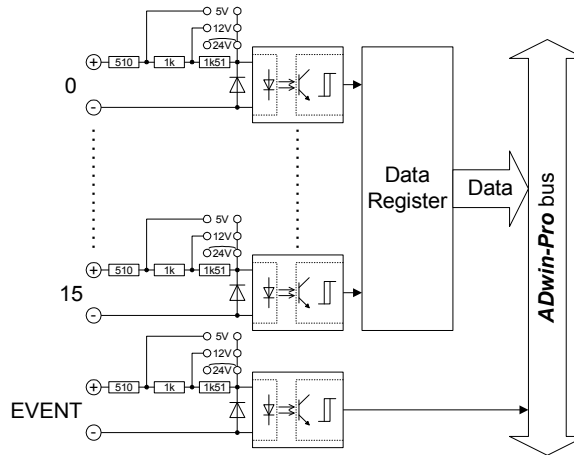 5V
12V
24V
+ 510 1k 1k51
0
-
Data
Register
Data
ADwin-Pro bus
5V
12V
24V
+ 510 1k 1k51
15
-
5V
12V
24V
+ 510 1k 1k51
EVENT
-